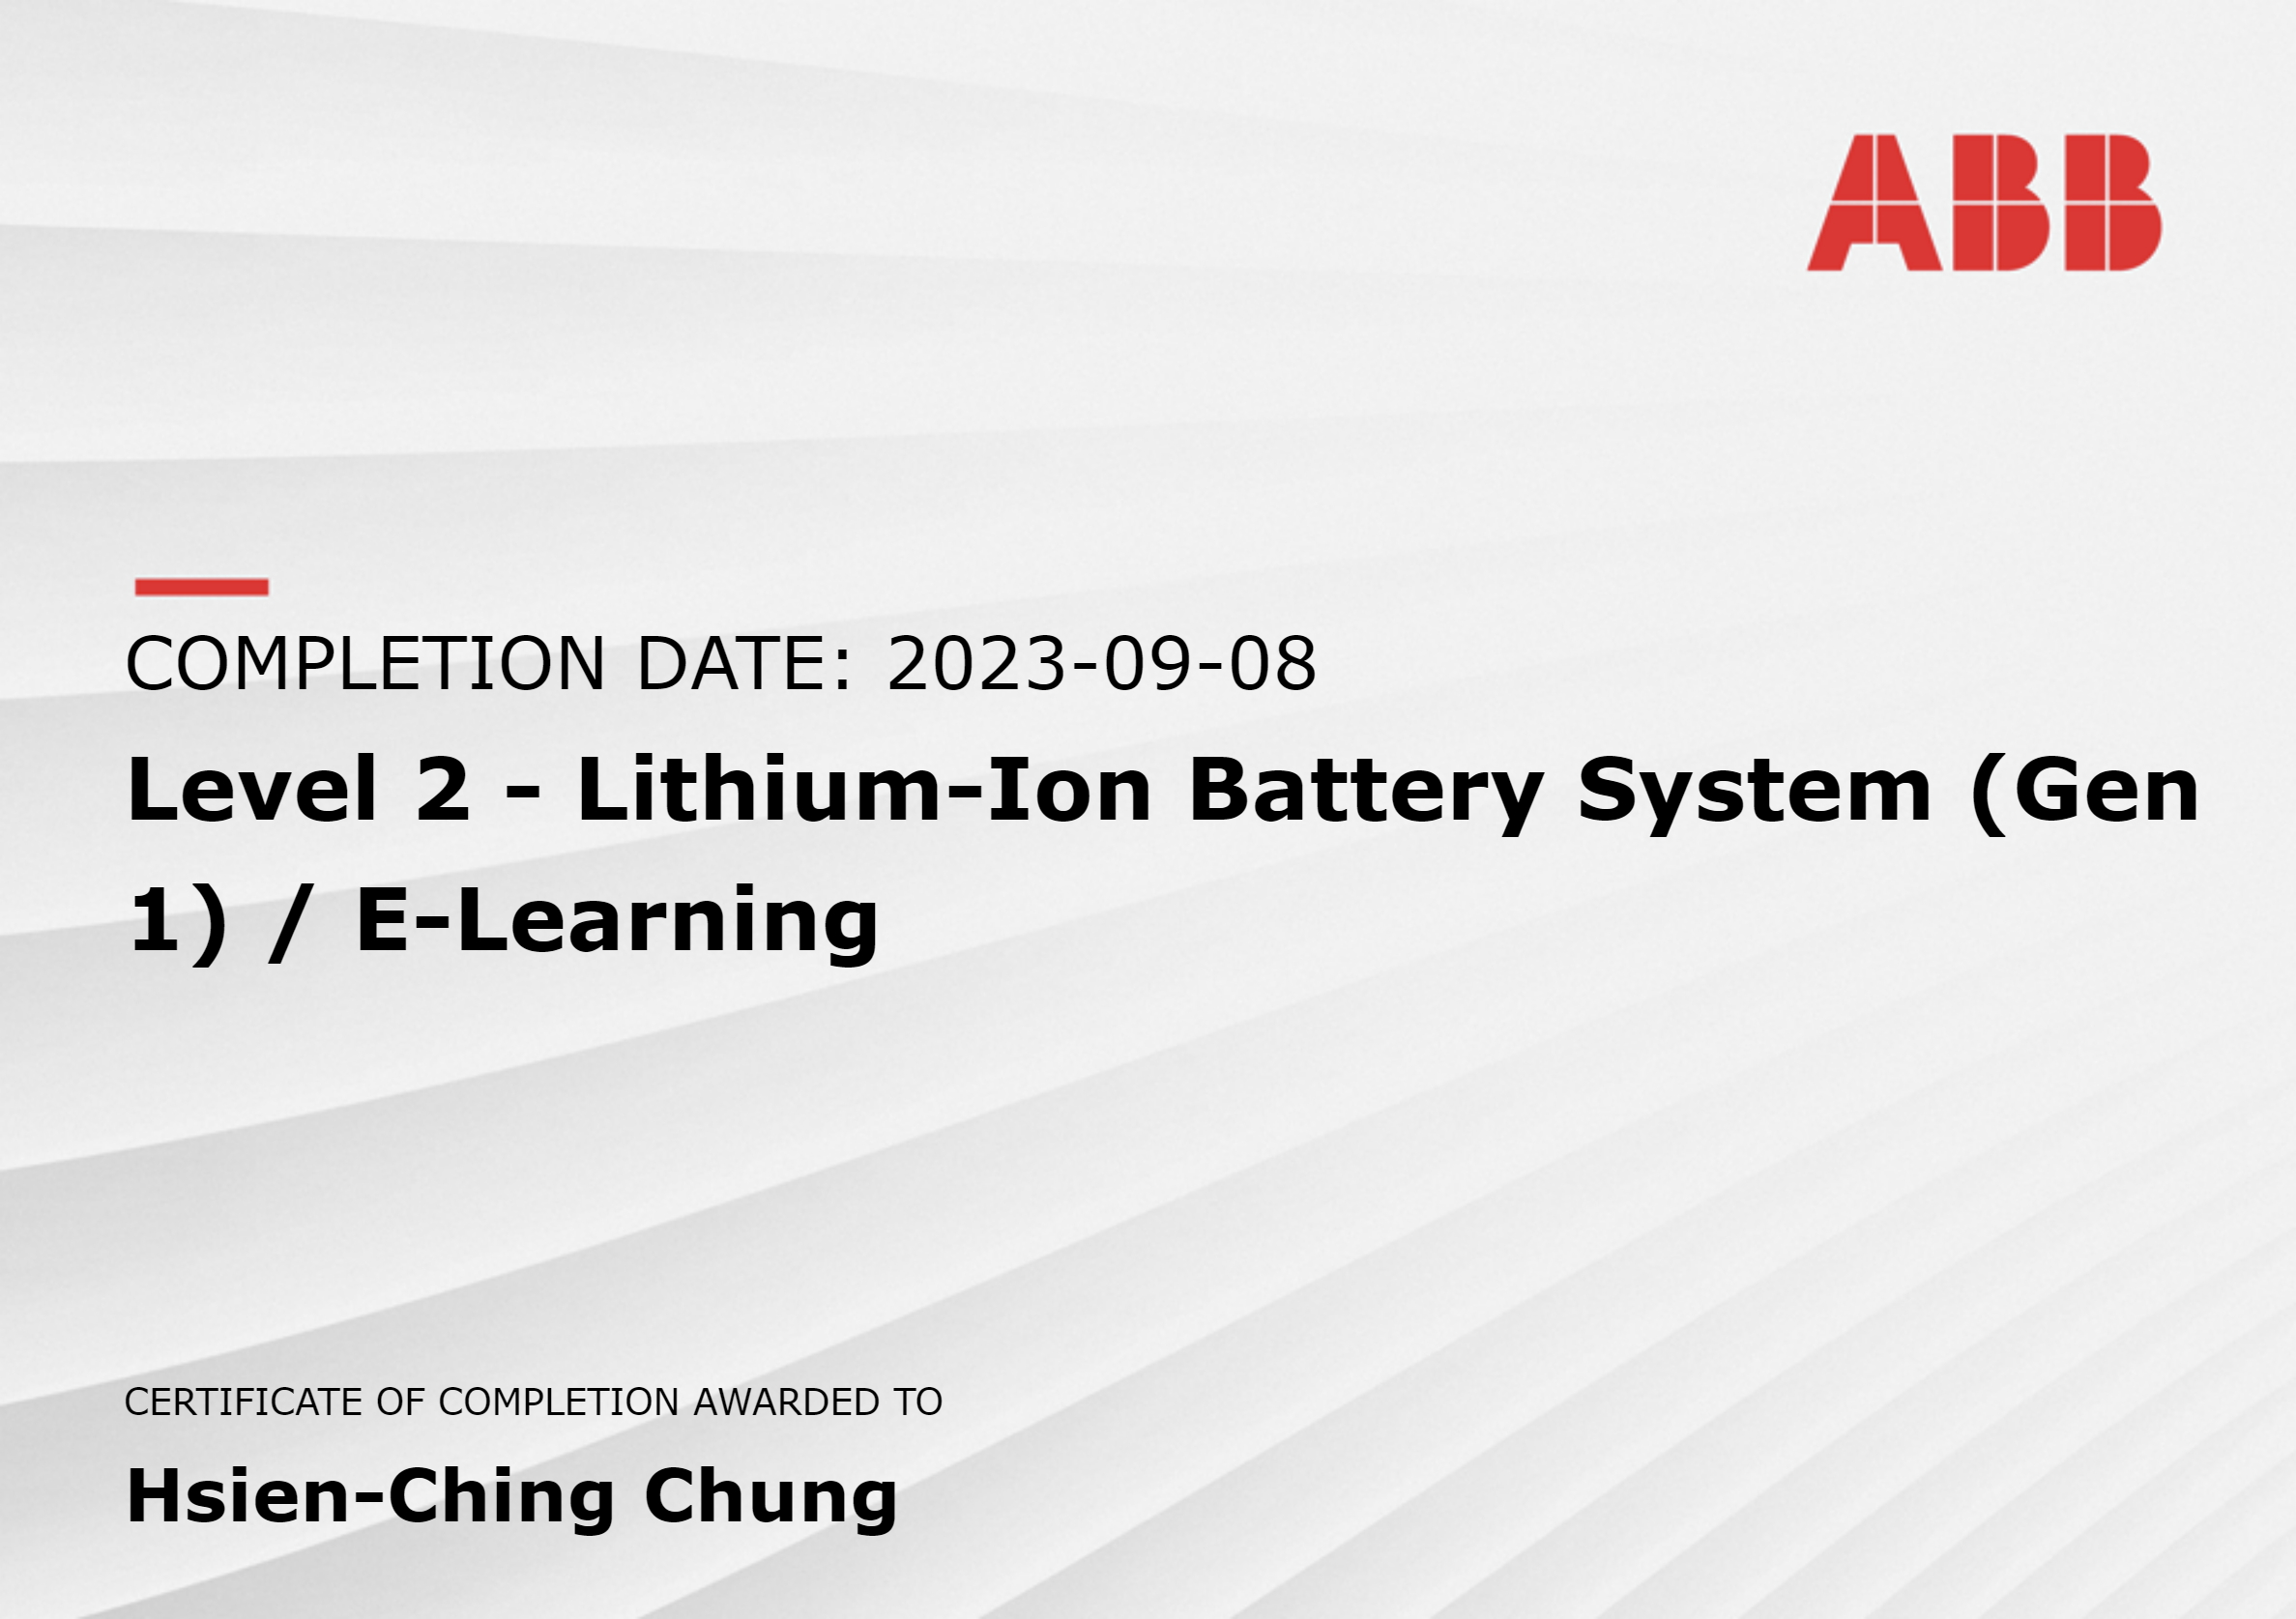 ABB
COMPLETION DATE: 2023-09-08
Level 2 - Lithium-Ion Battery System (Gen
1) / E-Learning
CERTIFICATE OF COMPLETION AWARDED TO
Hsien-Ching Chung